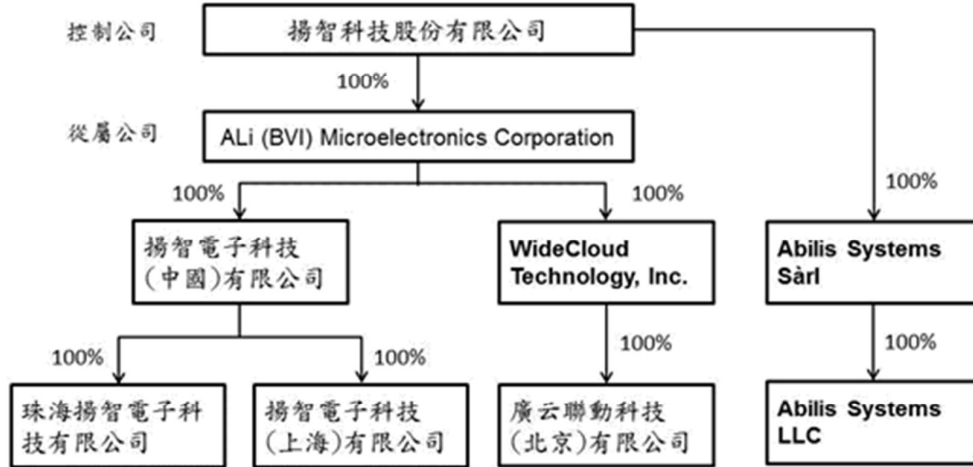 控制公司
揚智科技股份有限公司
100%
從屬公司
ALi (BVI) Microelectronics Corporation
100%
100%
100%
揚智電子科技
(中國)有限公司
WideCloud
Technology, Inc.
Abilis Systems
Sàrl
100%
100%
100%
100%
珠海揚智電子科
技有限公司
揚智電子科技
(上海)有限公司
廣云聯動科技
(北京)有限公司
Abilis Systems
LLC